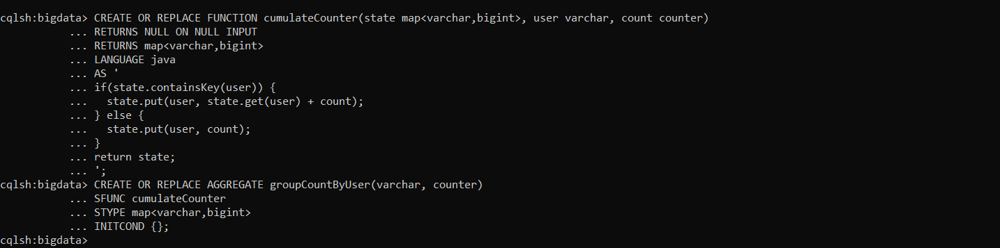 cqlsh:bigdata> CREATE OR REPLACE FUNCTION cumulateCounter(state map<varchar,bigint>, user varchar, count counter)
           ... RETURNS NULL ON NULL INPUT
           ... RETURNS map<varchar,bigint>
           ... LANGUAGE java
           ... AS '
           ... if(state.containsKey(user)) {
           ...   state.put(user, state.get(user) + count);
           ... } else {
           ...   state.put(user, count);
           ... }
           ... return state;
           ... ';
cqlsh:bigdata> CREATE OR REPLACE AGGREGATE groupCountByUser(varchar, counter)
           ... SFUNC cumulateCounter
           ... STYPE map<varchar,bigint>
           ... INITCOND {};
cqlsh:bigdata>